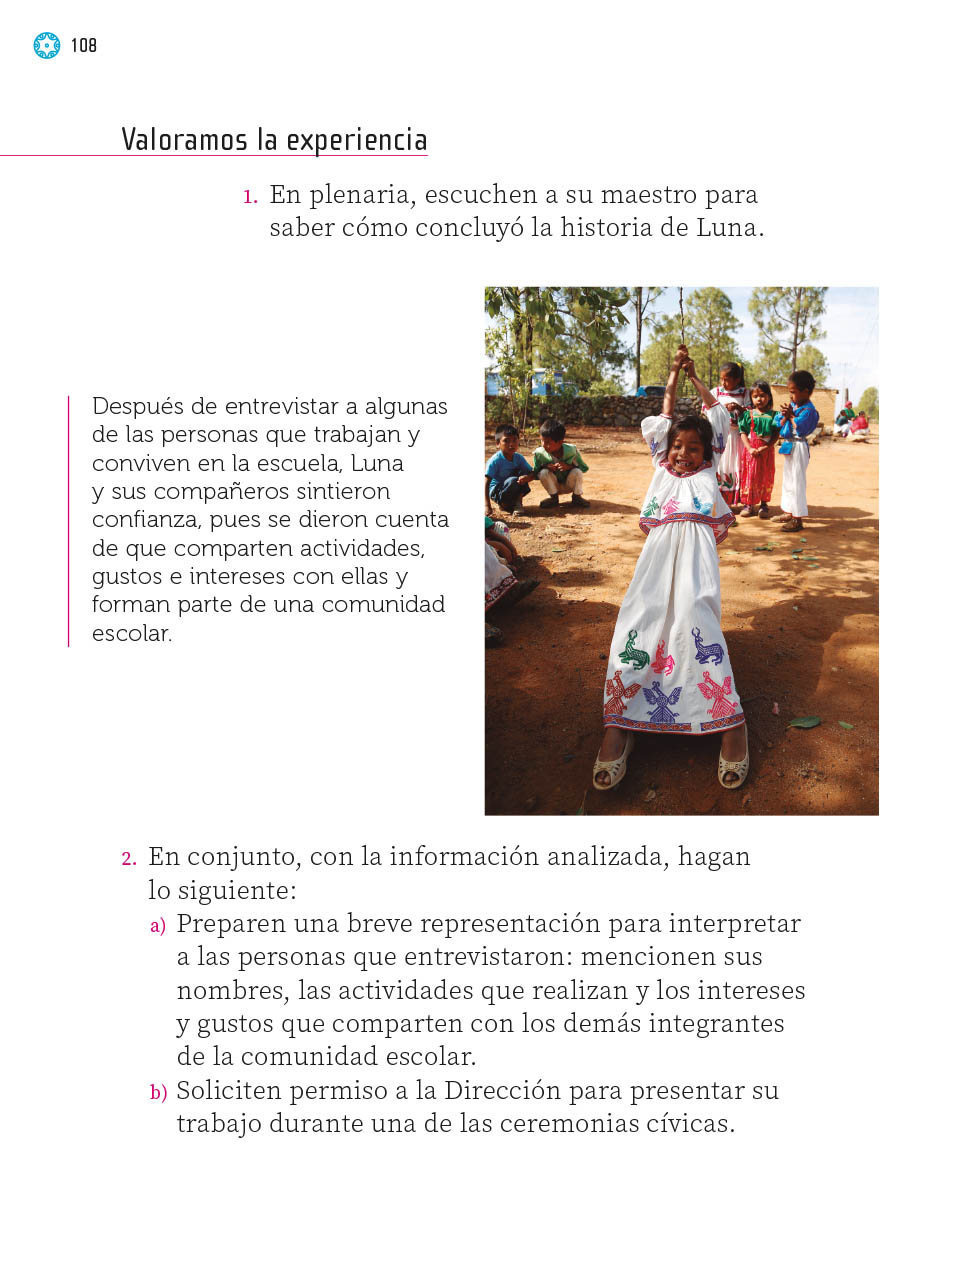 108
Valoramos la experiencia
1. En plenaria, escuchen a su maestro para
saber cómo concluyó la historia de Luna.
Después de entrevistar a algunas
de las personas que trabajan y
conviven en la escuela, Luna
y sus compañeros sintieron
confianza, pues se dieron cuenta
de que comparten actividades,
gustos e intereses con ellas y
forman parte de una comunidad
escolar.
2. En conjunto, con la información analizada, hagan
lo siguiente:
a) Preparen una breve representación para interpretar
a las personas que entrevistaron: mencionen sus
nombres, las actividades que realizan y los intereses
y gustos que comparten con los demás integrantes
de la comunidad escolar.
b) Soliciten permiso a la Dirección para presentar su
trabajo durante una de las ceremonias cívicas.